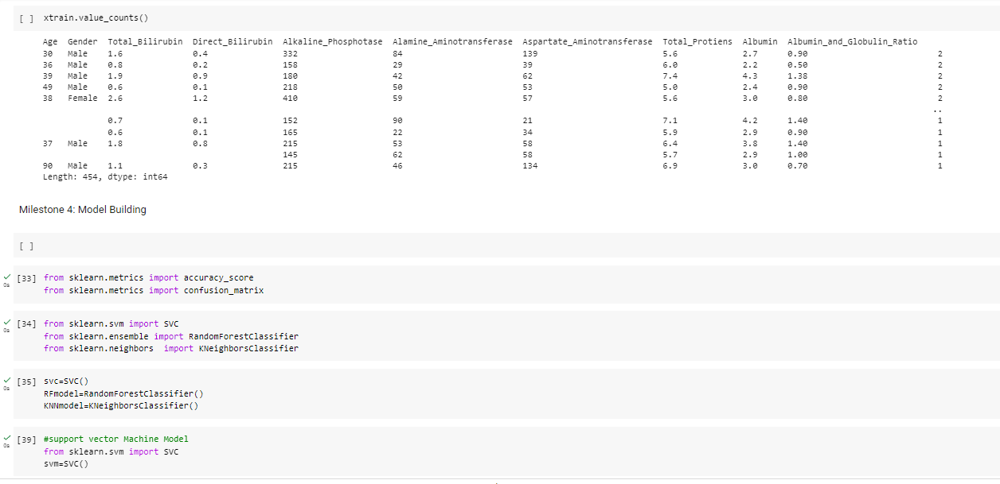 [ ] xtrain.value_counts()
Age Gender Total_Bilirubin Direct_Bilirubin Alkaline_Phosphotase Alamine_Aminotransferase Aspartate_Aminotransferase Total_Protiens Albumin Albumin_and_Globulin_Ratio
30 Male 1.6 0.4 332 84 139 5.6 2.7 0.90 2
36 Male 0.8 0.2 158 29 39 6.0 2.2 0.50 2
39 Male 1.9 0.9 180 42 62 7.4 4.3 1.38 2
49 Male 0.6 0.1 218 50 53 5.0 2.4 0.90 2
38 Female 2.6 1.2 410 59 57 5.6 3.0 0.80 2
..
0.7 0.1 152 90 21 7.1 4.2 1.40 1
0.6 0.1 165 22 34 5.9 2.9 0.90 1
37 Male 1.8 0.8 215 53 58 6.4 3.8 1.40 1
145 62 58 5.7 2.9 1.00 1
90 Male 1.1 0.3 215 46 134 6.9 3.0 0.70 1
Length: 454, dtype: int64
Milestone 4: Model Building
[ ]
[33] from sklearn.metrics import accuracy_score
0s from sklearn.metrics import confusion_matrix
[34] from sklearn.svm import SVC
0s from sklearn.ensemble import RandomForestClassifier
from sklearn.neighbors  import KNeighborsClassifier
[35] svc=SVC()
0s RFmodel=RandomForestClassifier()
KNNmodel=KNeighborsClassifier()
[39] #support vector Machine Model
0s from sklearn.svm import SVC
svm=SVC()